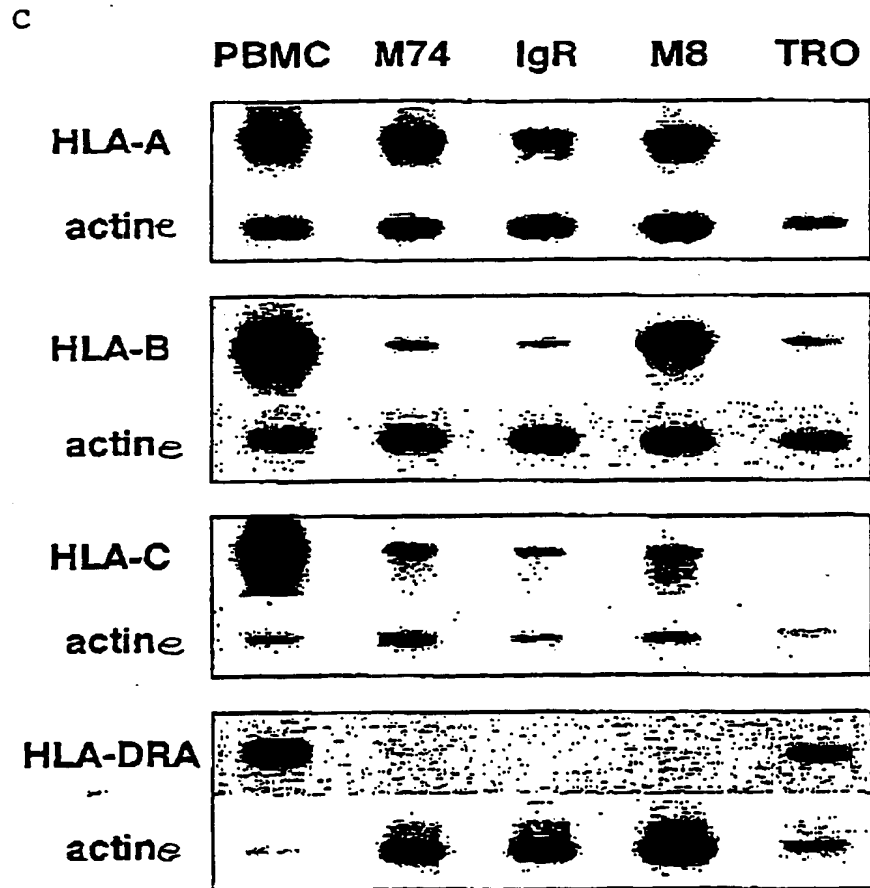 C
PBMC M74 IgR M8 TRO
HLA-A
actine
HLA-B
actine
HLA-C
actine
HLA-DRA
actine